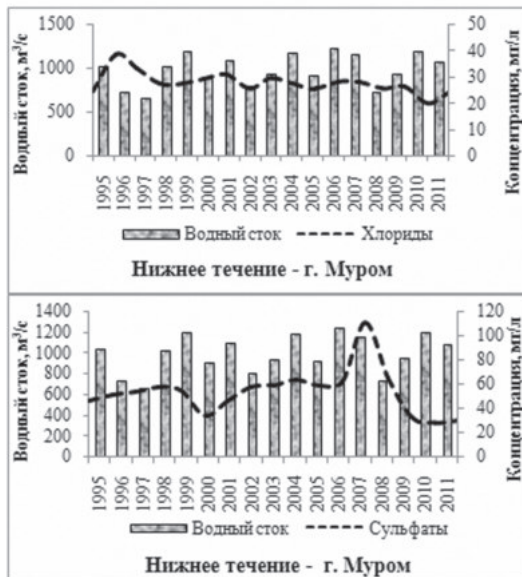 Водный сток, м³/с
1500
1000
500
0
50
40
30
20
10
0
Концентрация, мг/л
1995 1996 1997 1998 1999 2000 2001 2002 2003 2004 2005 2006 2007 2008 2009 2010 2011
Водный сток Хлориды
Нижнее течение - г. Муром
Водный сток, м³/с
1400
1200
1000
800
600
400
200
0
120
100
80
60
40
20
0
Концентрация, мг/л
1995 1996 1997 1998 1999 2000 2001 2002 2003 2004 2005 2006 2007 2008 2009 2010 2011
Водный сток Сульфаты
Нижнее течение - г. Муром